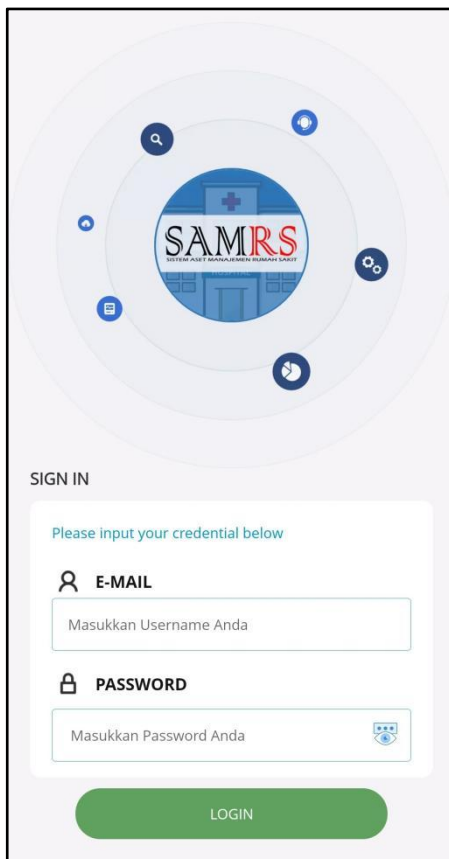 SAMRS
SISTEM ASET MANAJEMEN RUMAH SAKIT
HOSPITAL
SIGN IN
Please input your credential below
E-MAIL
Masukkan Username Anda
PASSWORD
Masukkan Password Anda
LOGIN